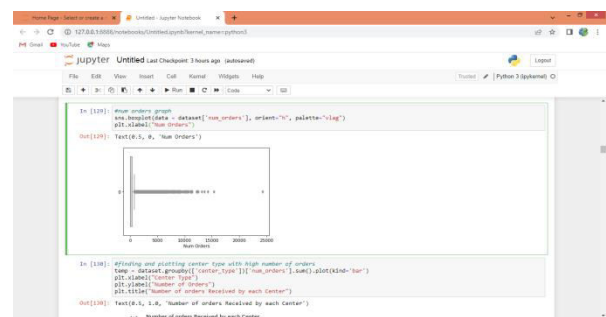 Home Page - Select or create a n
Untitled - Jupyter Notebook
127.0.0.1:8888/notebooks/Untitled.ipynb?kernel_name=python3
Gmail YouTube Maps
jupyter Untitled Last Checkpoint: 3 hours ago (autosaved)
Logout
File Edit View Insert Cell Kernel Widgets Help
Trusted Python 3 (ipykernel)
Run Code
In [129]: #num orders graph
sns.boxplot(data = dataset['num_orders'], orient="h", palette="vlag")
plt.xlabel("Num Orders")
Out[129]: Text(0.5, 0, 'Num Orders')
0
0 5000 10000 15000 20000 25000
Num Orders
In [130]: #finding and plotting center type with high number of orders
temp = dataset.groupby(['center_type'])['num_orders'].sum().plot(kind='bar')
plt.xlabel("Center Type")
plt.ylabel("Number of Orders")
plt.title("Number of orders Received by each Center")
Out[130]: Text(0.5, 1.0, 'Number of orders Received by each Center')
Number of orders Received by each Center